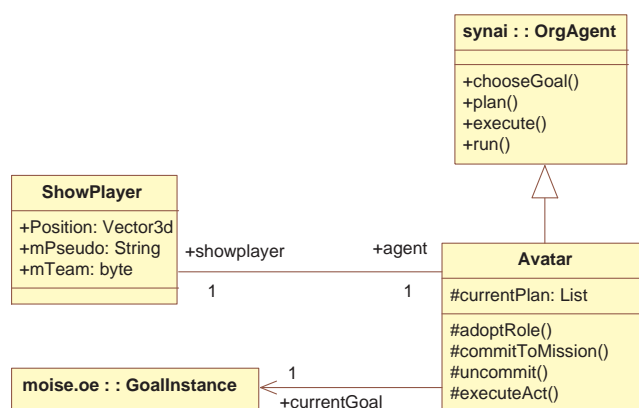 synai : : OrgAgent
+chooseGoal()
+plan()
+execute()
+run()
ShowPlayer
+Position: Vector3d
+mPseudo: String
+mTeam: byte
+showplayer
+agent
1
1
Avatar
#currentPlan: List
#adoptRole()
#commitToMission()
#uncommit()
#executeAct()
moise.oe : : GoalInstance
1
+currentGoal